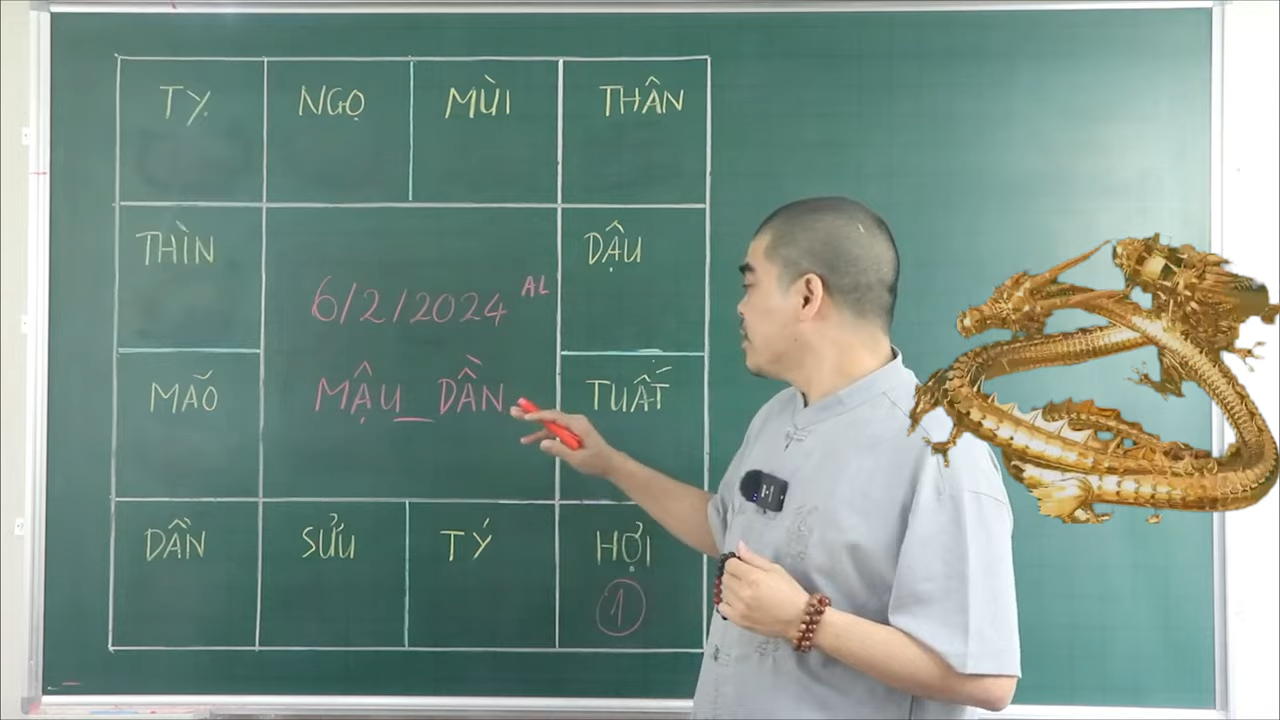 TỴ NGỌ MÙI THÂN
THÌN DẬU
6/2/2024 AL
MÃO MẬU_DẦN TUẤT
DẦN SỬU TÝ HỢI
1